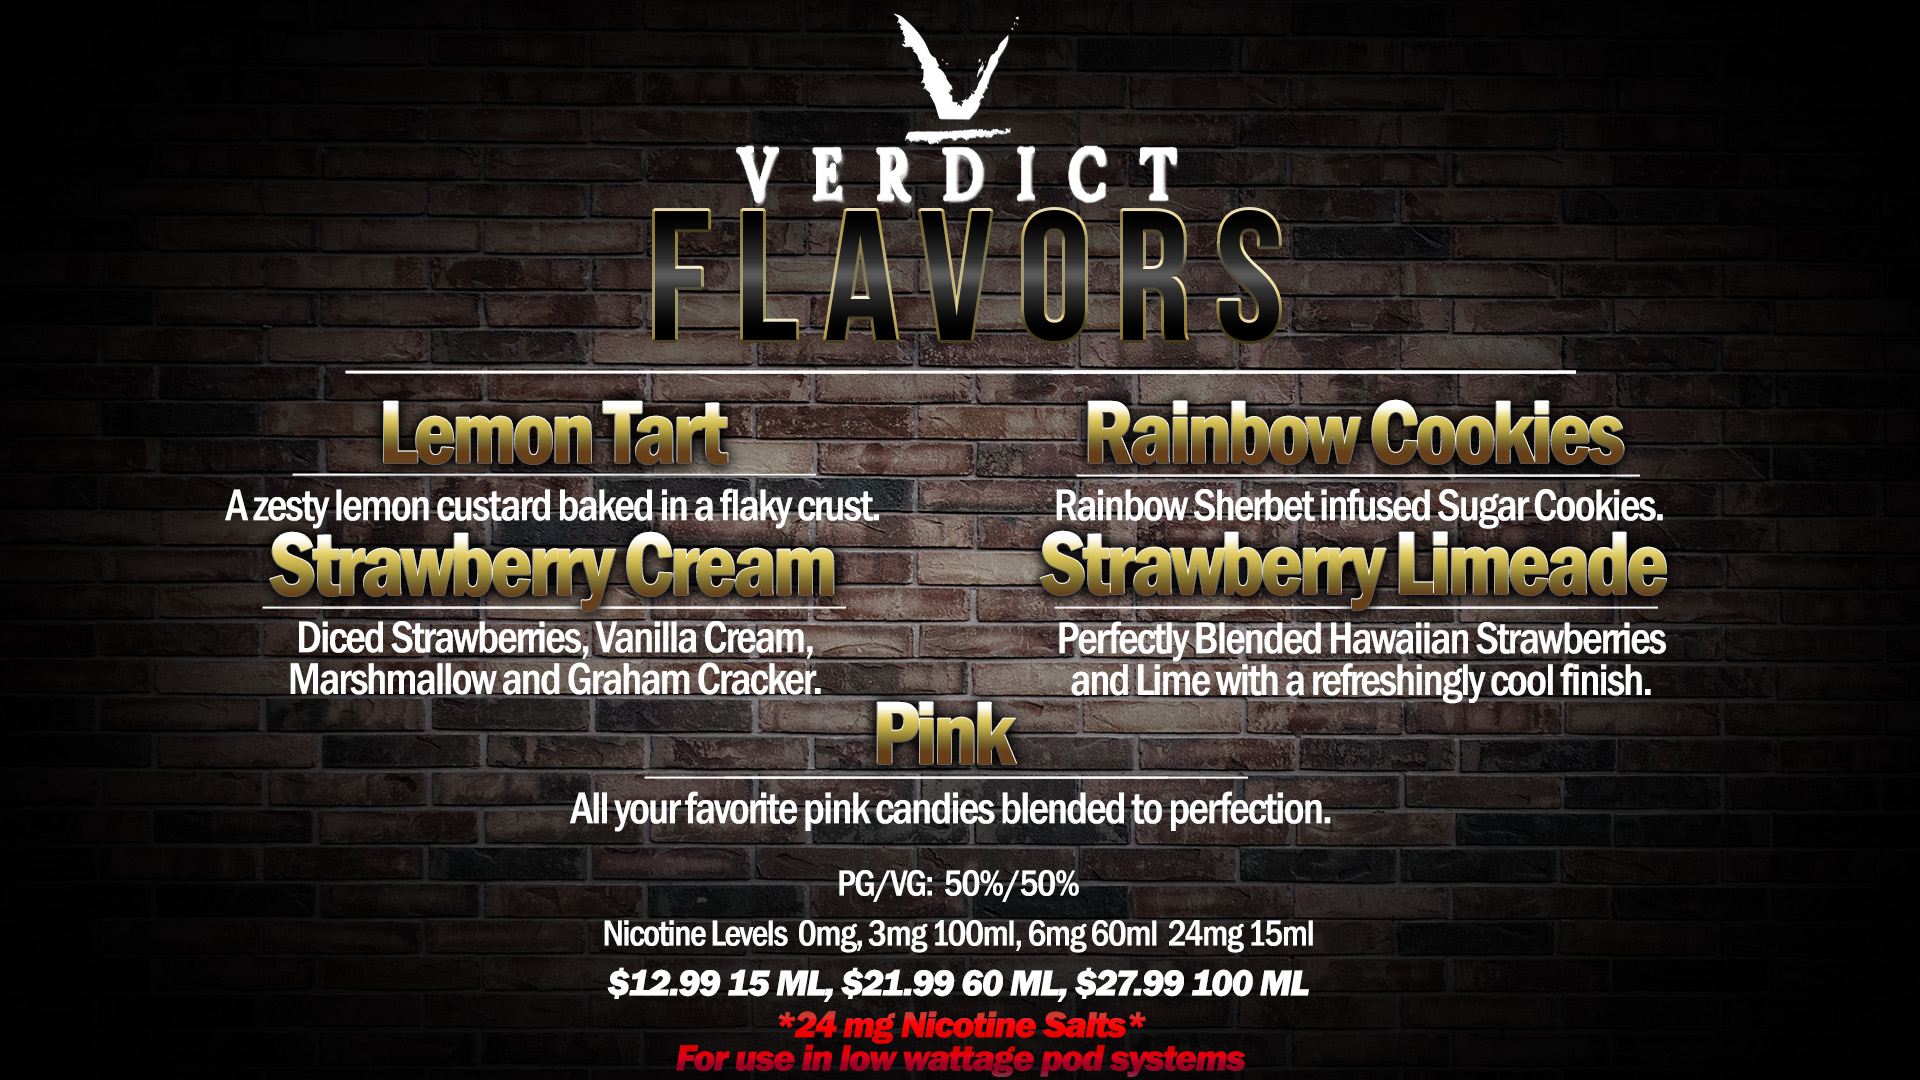 VERDICT
FLAVORS
Lemon Tart
A zesty lemon custard baked in a flaky crust.
Rainbow Cookies
Rainbow Sherbet infused Sugar Cookies.
Strawberry Cream
Diced Strawberries, Vanilla Cream,
Marshmallow and Graham Cracker.
Strawberry Limeade
Perfectly Blended Hawaiian Strawberries
and Lime with a refreshingly cool finish.
Pink
All your favorite pink candies blended to perfection.
PG/VG: 50%/50%
Nicotine Levels 0mg, 3mg 100ml, 6mg 60ml 24mg 15ml
$12.99 15 ML, $21.99 60 ML, $27.99 100 ML
*24 mg Nicotine Salts*
For use in low wattage pod systems